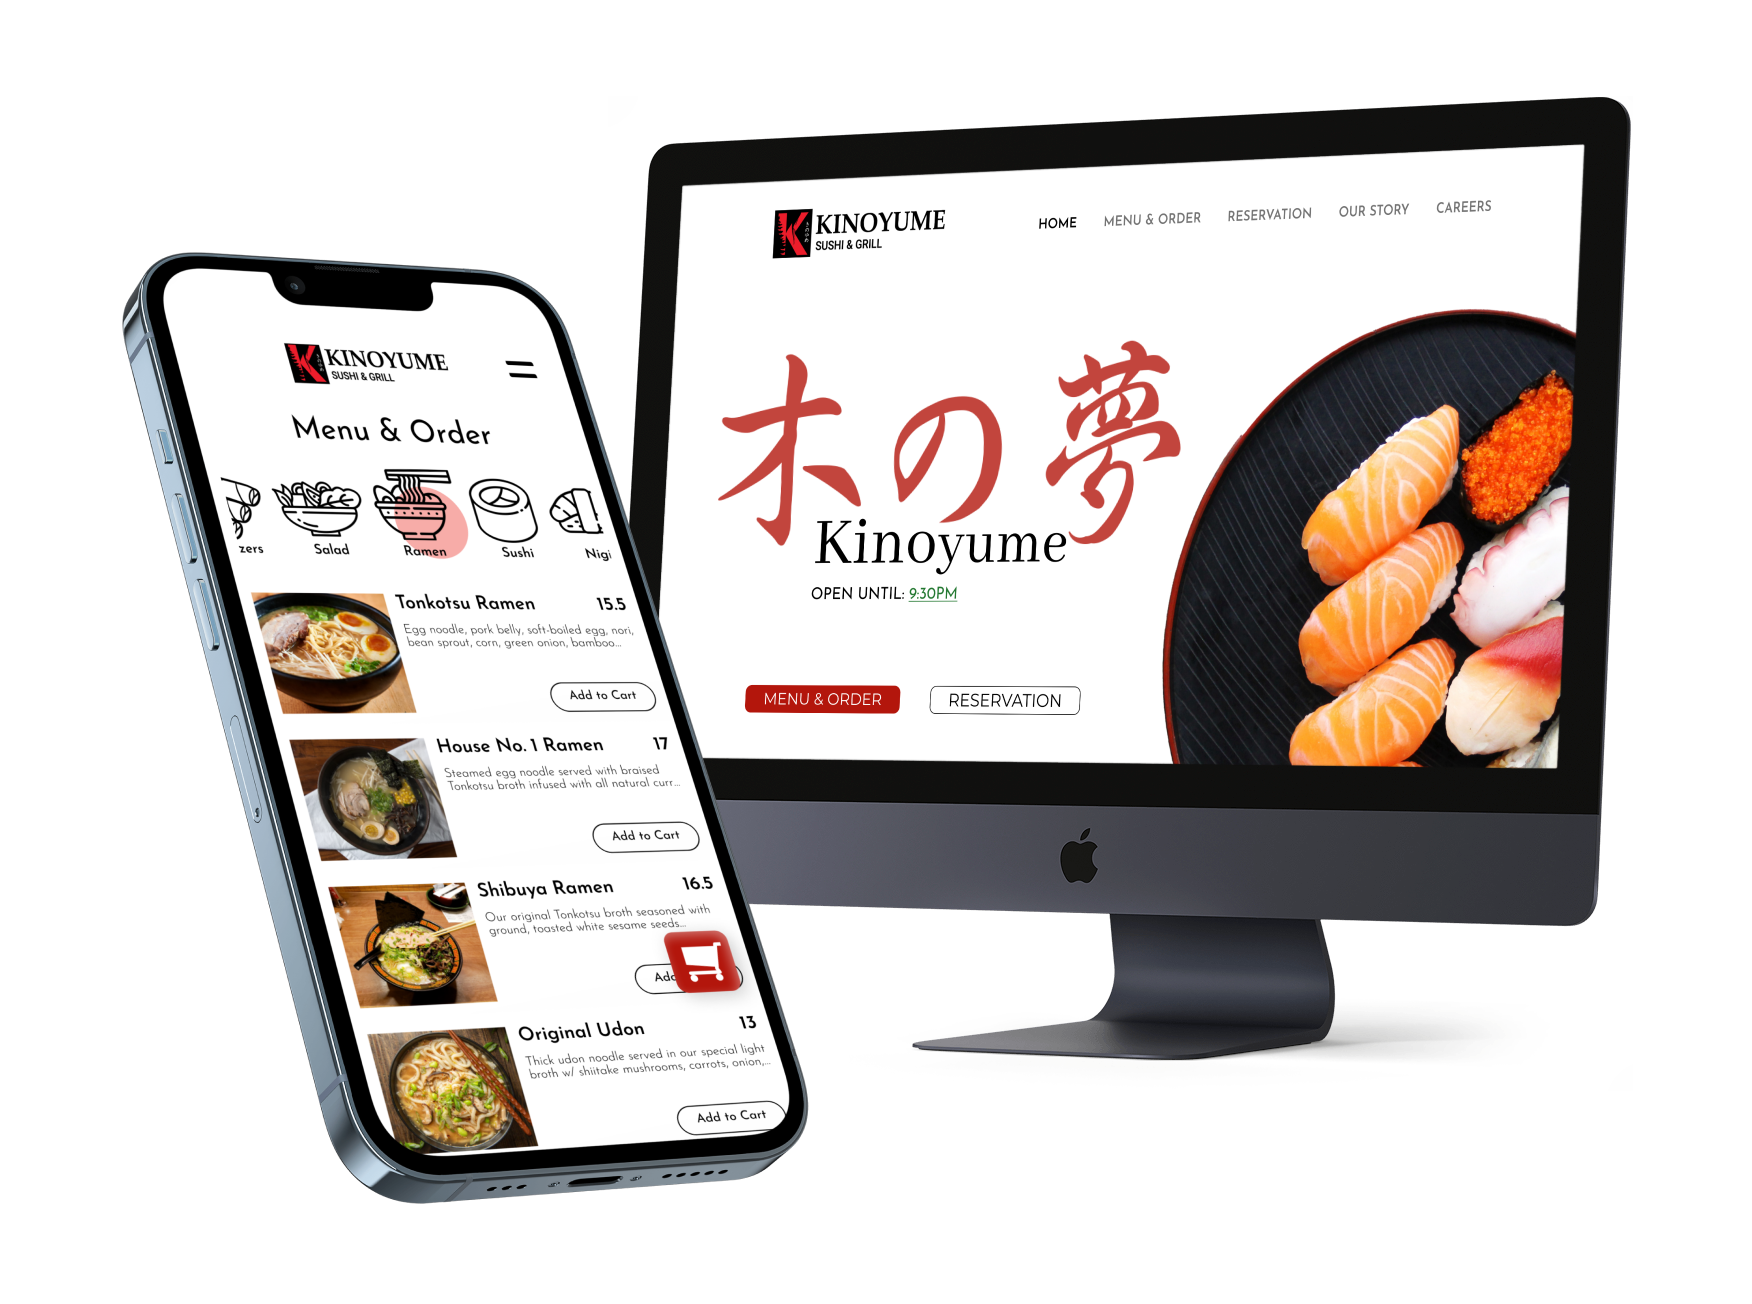 KINOYUME
SUSHI & GRILL
Menu & Order
zers
Salad
Ramen
Sushi
Nigi
Tonkotsu Ramen 15.5
Egg noodle, pork belly, soft-boiled egg, nori,
bean sprout, corn, green onion, bamboo...
Add to Cart
House No. 1 Ramen 17
Steamed egg noodle served with braised
Tonkotsu broth infused with all natural curr...
Add to Cart
Shibuya Ramen 16.5
Our original Tonkotsu broth seasoned with
ground, toasted white sesame seeds...
Add
Original Udon 13
Thick udon noodle served in our special light
broth w/ shiitake mushrooms, carrots, onion,...
Add to Cart
KINOYUME
SUSHI & GRILL
HOME MENU & ORDER RESERVATION OUR STORY CAREERS
木の夢
Kinoyume
OPEN UNTIL: 9:30PM
MENU & ORDER
RESERVATION